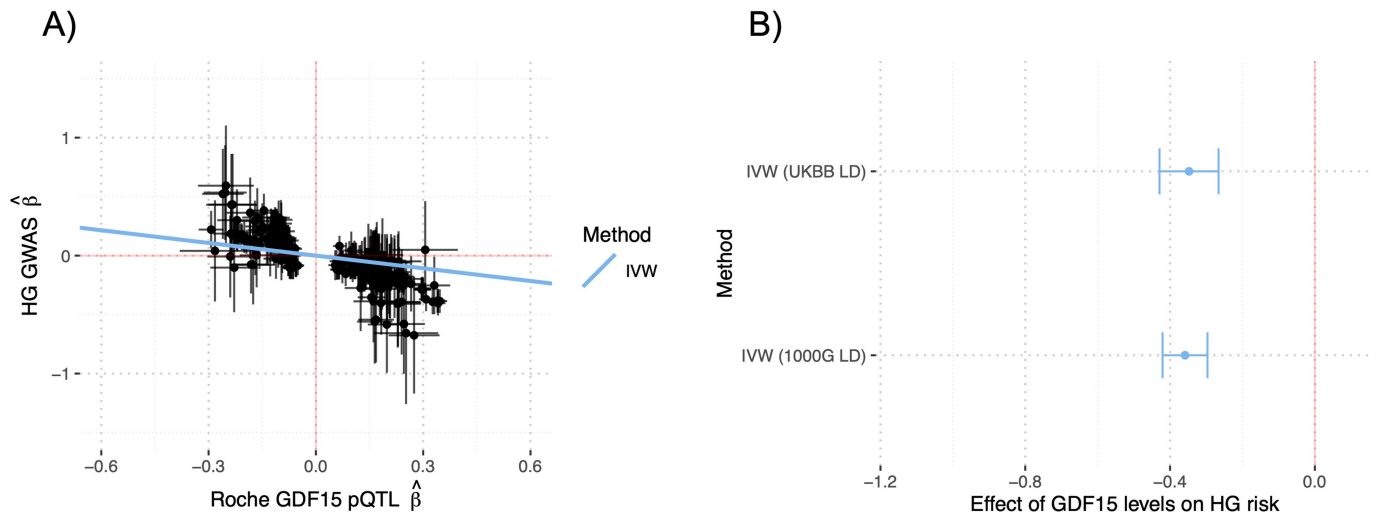 A)
1
0
−1
HG GWAS β̂
−0.6 −0.3 0.0 0.3 0.6
Roche GDF15 pQTL β̂
Method
IVW
B)
Method
IVW (UKBB LD)
IVW (1000G LD)
−1.2 −0.8 −0.4 0.0
Effect of GDF15 levels on HG risk